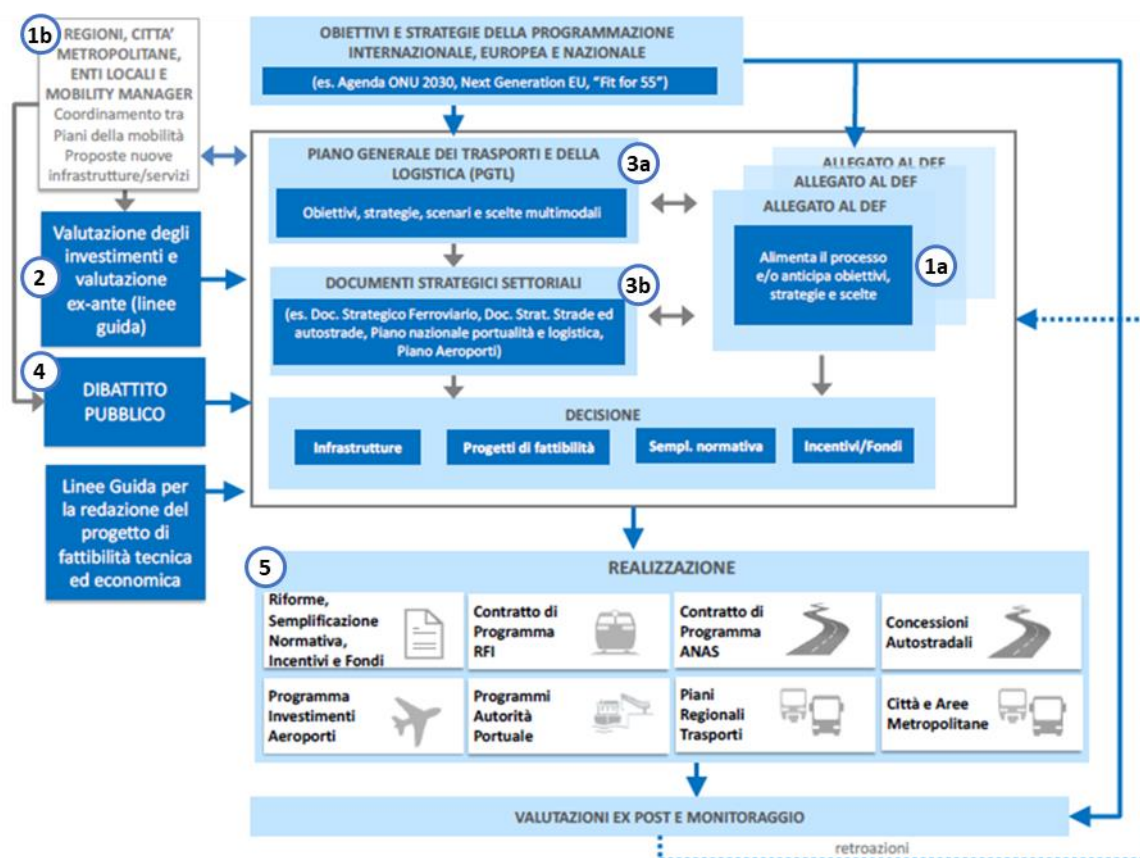 1b
REGIONI, CITTA'
METROPOLITANE,
ENTI LOCALI E
MOBILITY MANAGER
Coordinamento tra
Piani della mobilità
Proposte nuove
infrastrutture/servizi
OBIETTIVI E STRATEGIE DELLA PROGRAMMAZIONE
INTERNAZIONALE, EUROPEA E NAZIONALE
(es. Agenda ONU 2030, Next Generation EU, "Fit for 55")
PIANO GENERALE DEI TRASPORTI E DELLA
LOGISTICA (PGTL)
3a
Obiettivi, strategie, scenari e scelte multimodali
ALLEGATO AL DEF
ALLEGATO AL DEF
ALLEGATO AL DEF
1a
Alimenta il processo
e/o anticipa obiettivi,
strategie e scelte
2
Valutazione degli
investimenti e
valutazione
ex-ante (linee
guida)
DOCUMENTI STRATEGICI SETTORIALI
3b
(es. Doc. Strategico Ferroviario, Doc. Strat. Strade ed
autostrade, Piano nazionale portualità e logistica,
Piano Aeroporti)
4
DIBATTITO
PUBBLICO
DECISIONE
Infrastrutture
Progetti di fattibilità
Sempl. normativa
Incentivi/Fondi
Linee Guida per
la redazione del
progetto di
fattibilità tecnica
ed economica
5
REALIZZAZIONE
Riforme,
Semplificazione
Normativa,
Incentivi e Fondi
Contratto di
Programma
RFI
Contratto di
Programma
ANAS
Concessioni
Autostradali
Programma
Investimenti
Aeroporti
Programmi
Autorità
Portuale
Piani
Regionali
Trasporti
Città e Aree
Metropolitane
VALUTAZIONI EX POST E MONITORAGGIO
retroazioni